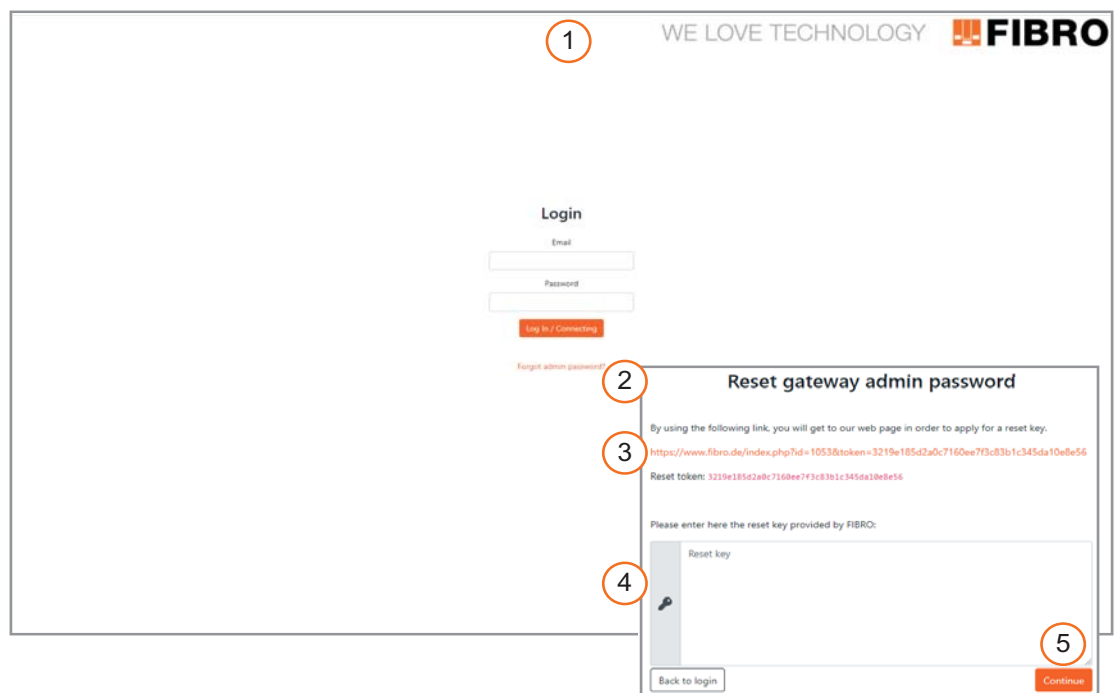 1
WE LOVE TECHNOLOGY FIBRO
Login
Email
Password
Log In / Connecting
Forgot admin password?
2
Reset gateway admin password
By using the following link, you will get to our web page in order to apply for a reset key.
3
https://www.fibro.de/index.php?id=1053&token=3219e185d2a0c7160ee7f3c83b1c345da10e8e56
Reset token: 3219e185d2a0c7160ee7f3c83b1c345da10e8e56
Please enter here the reset key provided by FIBRO:
Reset key
4
5
Back to login
Continue